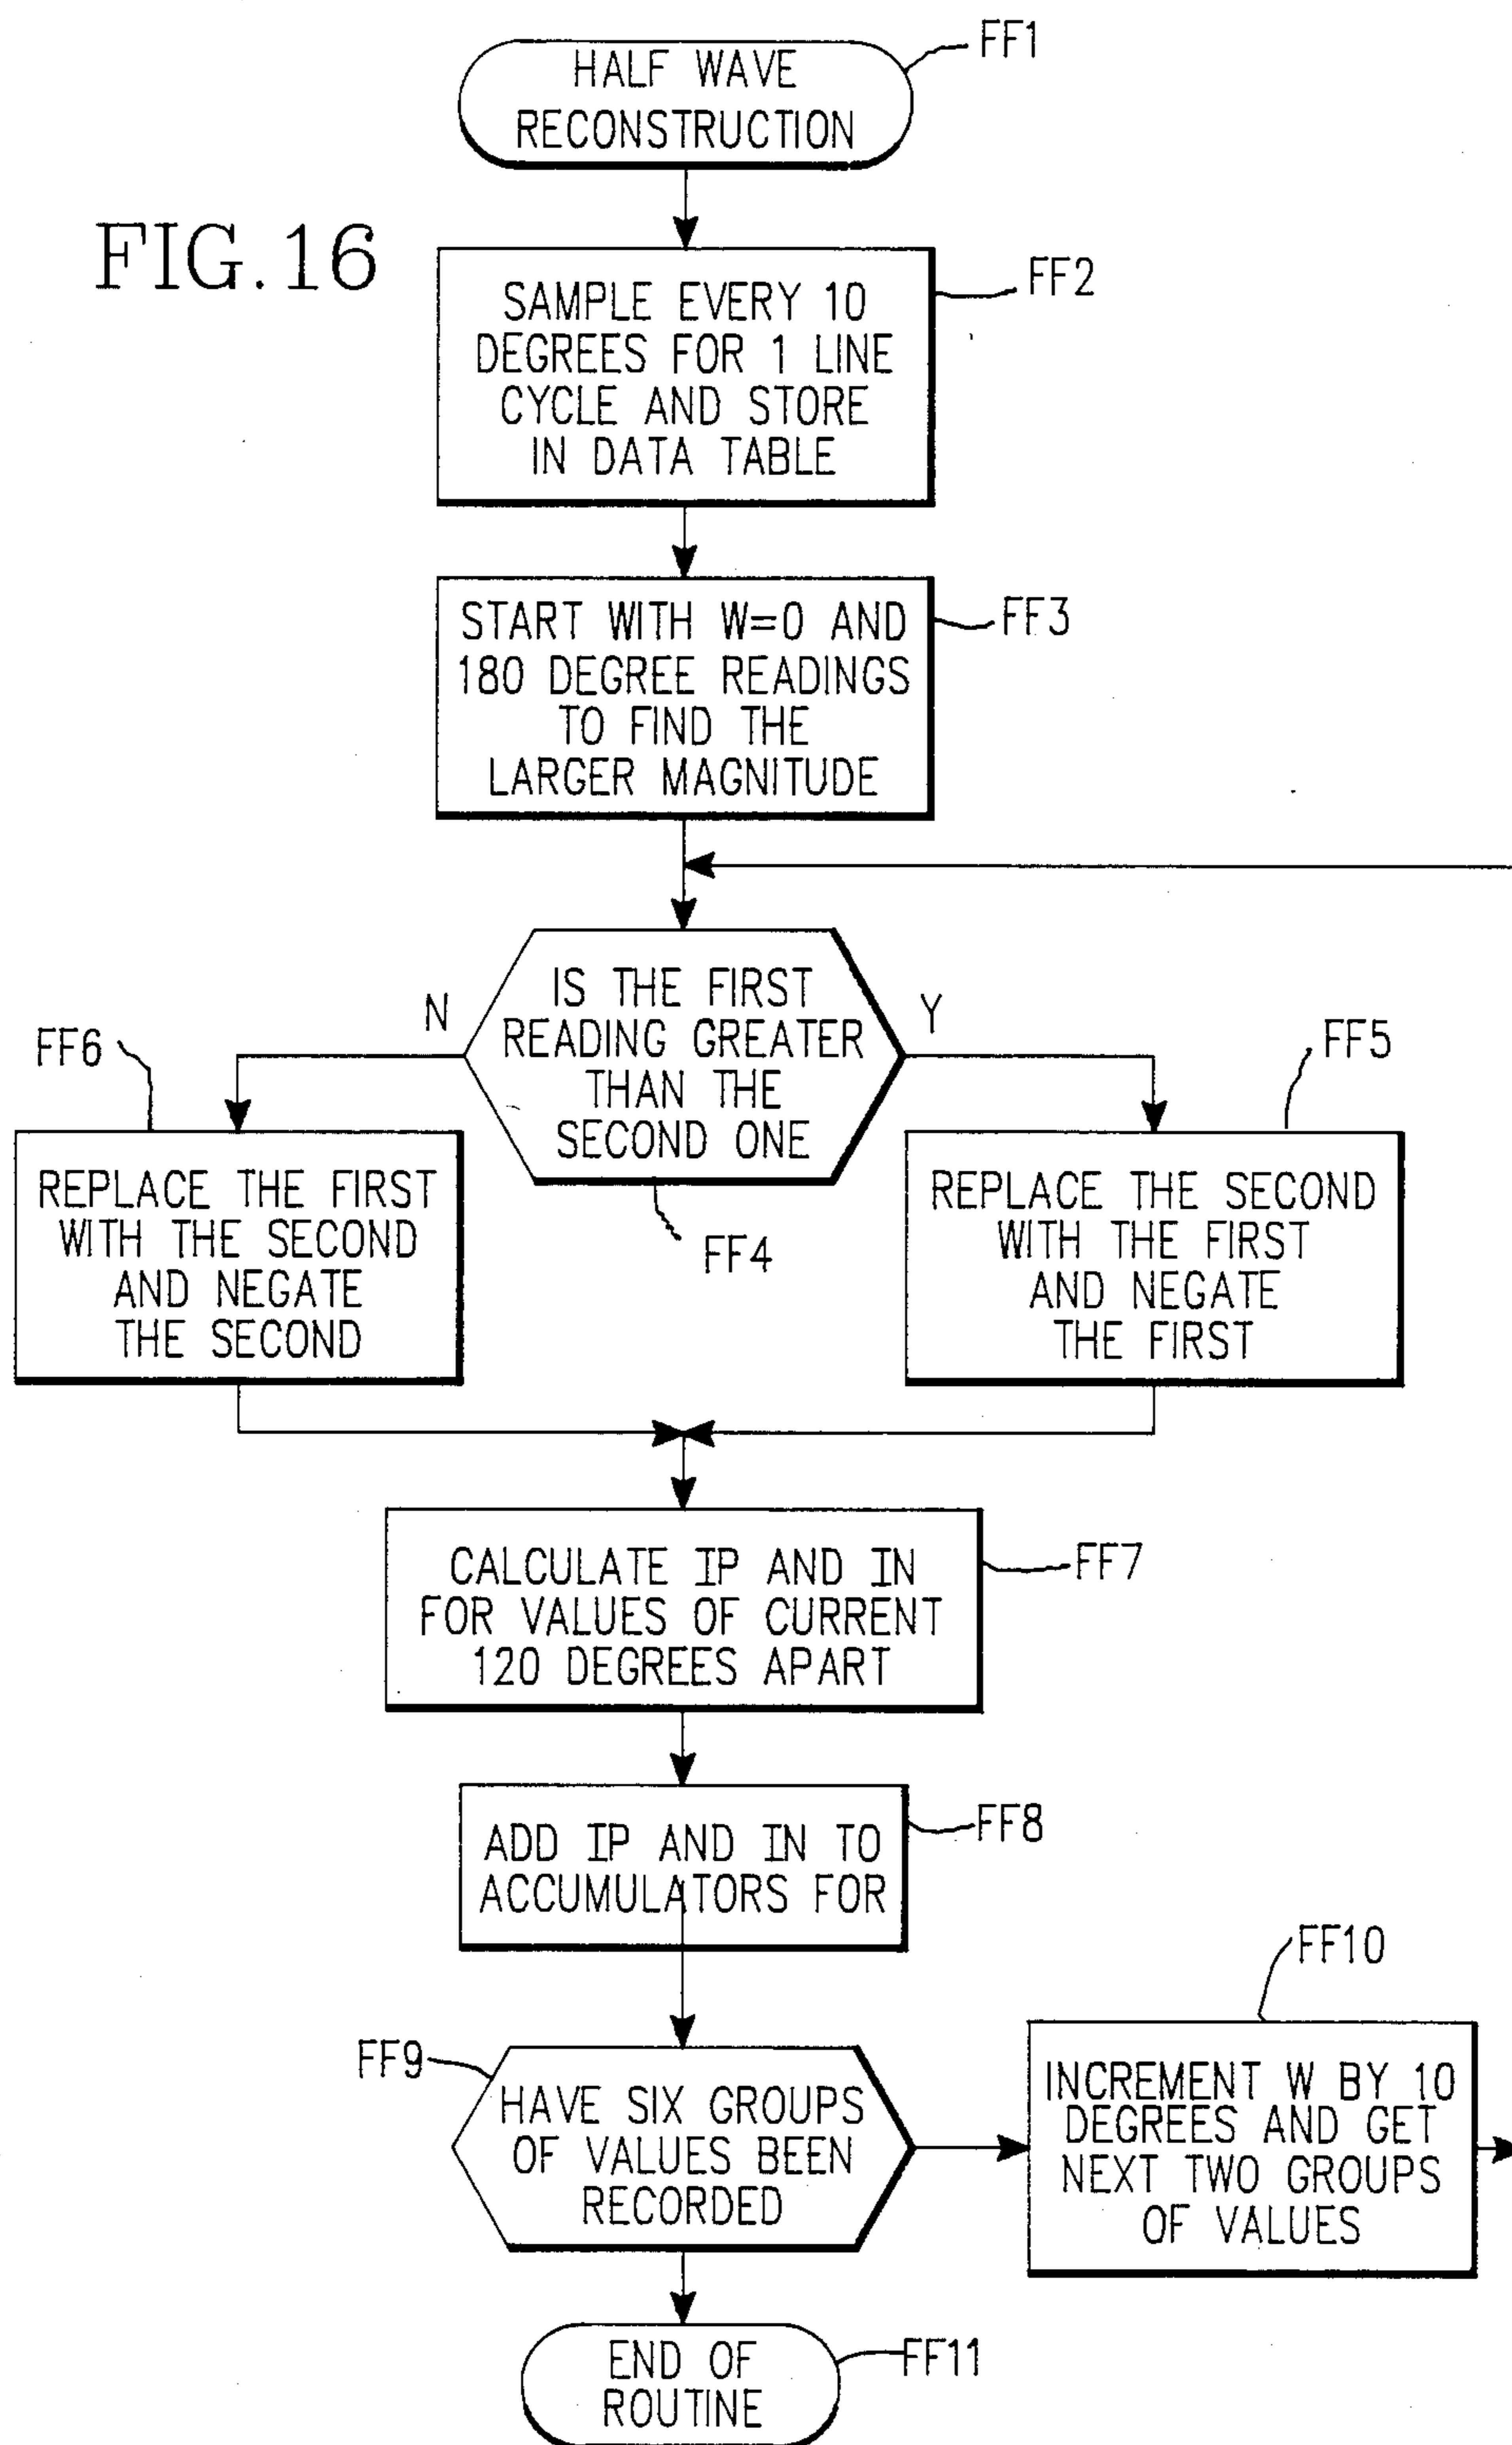 HALF WAVE
RECONSTRUCTION
FF1
FIG.16
SAMPLE EVERY 10
DEGREES FOR 1 LINE
CYCLE AND STORE
IN DATA TABLE
FF2
START WITH W=0 AND
180 DEGREE READINGS
TO FIND THE
LARGER MAGNITUDE
FF3
IS THE FIRST
READING GREATER
THAN THE
SECOND ONE
N
Y
FF4
FF6
REPLACE THE FIRST
WITH THE SECOND
AND NEGATE
THE SECOND
FF5
REPLACE THE SECOND
WITH THE FIRST
AND NEGATE
THE FIRST
CALCULATE IP AND IN
FOR VALUES OF CURRENT
120 DEGREES APART
FF7
ADD IP AND IN TO
ACCUMULATORS FOR
FF8
FF9
HAVE SIX GROUPS
OF VALUES BEEN
RECORDED
FF10
INCREMENT W BY 10
DEGREES AND GET
NEXT TWO GROUPS
OF VALUES
END OF
ROUTINE
FF11